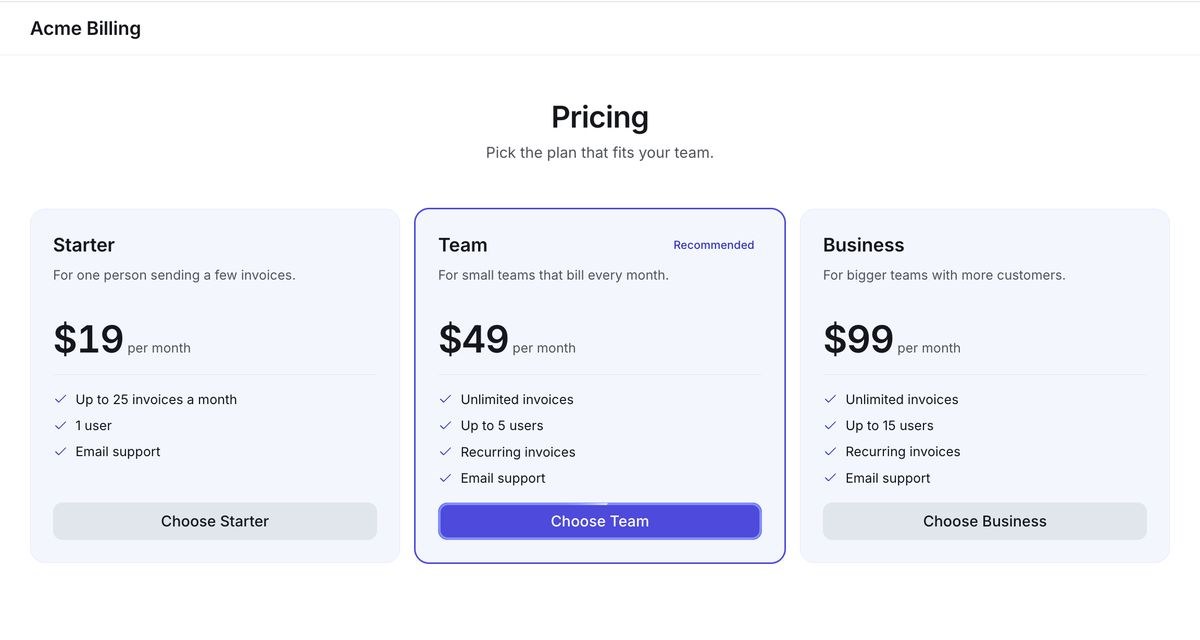 Acme Billing
Pricing
Pick the plan that fits your team.
Starter
For one person sending a few invoices.
$19 per month
Up to 25 invoices a month
1 user
Email support
Choose Starter
Team
Recommended
For small teams that bill every month.
$49 per month
Unlimited invoices
Up to 5 users
Recurring invoices
Email support
Choose Team
Business
For bigger teams with more customers.
$99 per month
Unlimited invoices
Up to 15 users
Recurring invoices
Email support
Choose Business